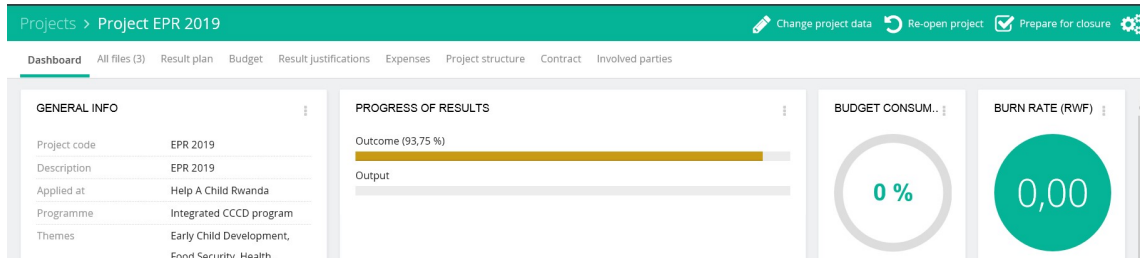 Projects > Project EPR 2019
Change project data
Re-open project
Prepare for closure
Dashboard All files (3) Result plan Budget Result justifications Expenses Project structure Contract Involved parties
GENERAL INFO
Project code EPR 2019
Description EPR 2019
Applied at Help A Child Rwanda
Programme Integrated CCCD program
Themes Early Child Development,
Food Security, Health
PROGRESS OF RESULTS
Outcome (93,75 %)
Output
BUDGET CONSUM..
0 %
BURN RATE (RWF)
0,00